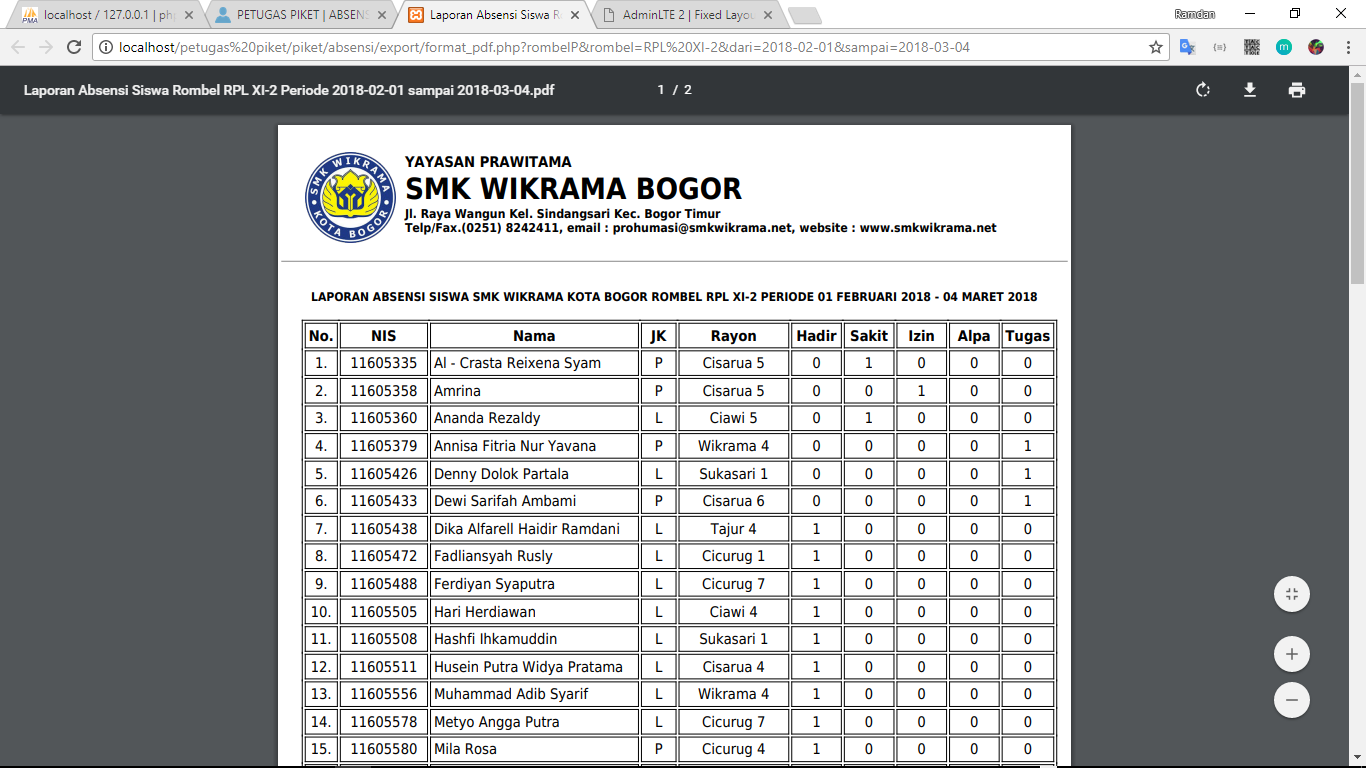 localhost / 127.0.0.1 | ph
PETUGAS PIKET | ABSENS
Laporan Absensi Siswa R
AdminLTE 2 | Fixed Layou
Ramdan
localhost/petugas%20piket/piket/absensi/export/format_pdf.php?rombelP&rombel=RPL%20XI-2&dari=2018-02-01&sampai=2018-03-04
Laporan Absensi Siswa Rombel RPL XI-2 Periode 2018-02-01 sampai 2018-03-04.pdf 1 / 2
SMK WIKRAMA
KOTA BOGOR
YAYASAN PRAWITAMA
SMK WIKRAMA BOGOR
Jl. Raya Wangun Kel. Sindangsari Kec. Bogor Timur
Telp/Fax.(0251) 8242411, email : prohumasi@smkwikrama.net, website : www.smkwikrama.net
LAPORAN ABSENSI SISWA SMK WIKRAMA KOTA BOGOR ROMBEL RPL XI-2 PERIODE 01 FEBRUARI 2018 - 04 MARET 2018
No. NIS Nama JK Rayon Hadir Sakit Izin Alpa Tugas
1. 11605335 Al - Crasta Reixena Syam P Cisarua 5 0 1 0 0 0
2. 11605358 Amrina P Cisarua 5 0 0 1 0 0
3. 11605360 Ananda Rezaldy L Ciawi 5 0 1 0 0 0
4. 11605379 Annisa Fitria Nur Yavana P Wikrama 4 0 0 0 0 1
5. 11605426 Denny Dolok Partala L Sukasari 1 0 0 0 0 1
6. 11605433 Dewi Sarifah Ambami P Cisarua 6 0 0 0 0 1
7. 11605438 Dika Alfarell Haidir Ramdani L Tajur 4 1 0 0 0 0
8. 11605472 Fadliansyah Rusly L Cicurug 1 1 0 0 0 0
9. 11605488 Ferdiyan Syaputra L Cicurug 7 1 0 0 0 0
10. 11605505 Hari Herdiawan L Ciawi 4 1 0 0 0 0
11. 11605508 Hashfi Ihkamuddin L Sukasari 1 1 0 0 0 0
12. 11605511 Husein Putra Widya Pratama L Cisarua 4 1 0 0 0 0
13. 11605556 Muhammad Adib Syarif L Wikrama 4 1 0 0 0 0
14. 11605578 Metyo Angga Putra L Cicurug 7 1 0 0 0 0
15. 11605580 Mila Rosa P Cicurug 4 1 0 0 0 0